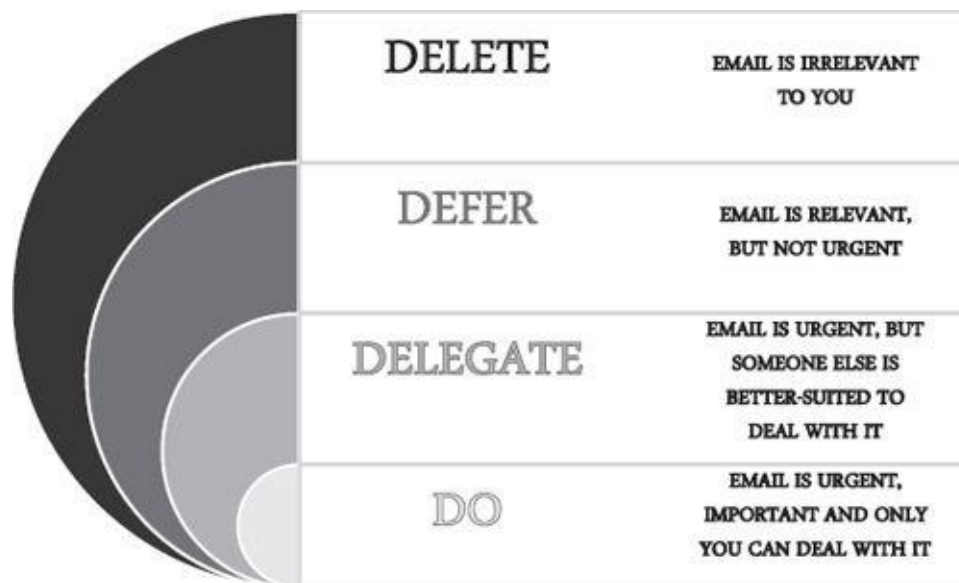 DELETE
EMAIL IS IRRELEVANT
TO YOU
DEFER
EMAIL IS RELEVANT,
BUT NOT URGENT
DELEGATE
EMAIL IS URGENT, BUT
SOMEONE ELSE IS
BETTER-SUITED TO
DEAL WITH IT
DO
EMAIL IS URGENT,
IMPORTANT AND ONLY
YOU CAN DEAL WITH IT